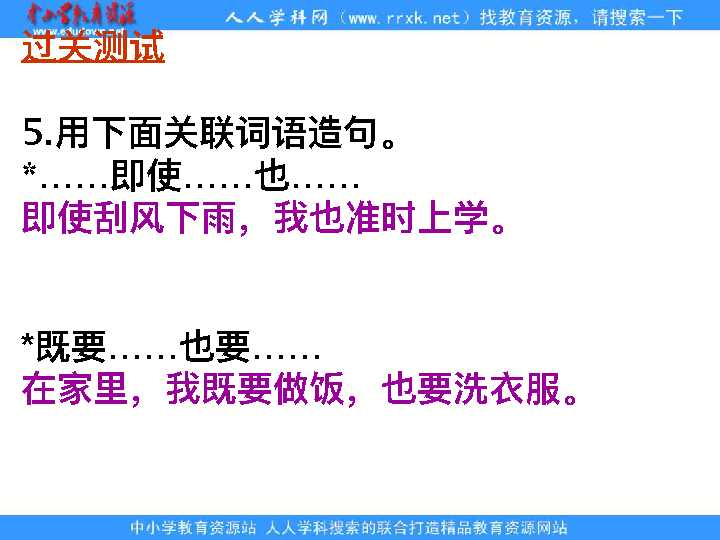 中小学教育资源
www.edudown.net
人人学科网（www.rrxk.net）找教育资源，请搜索一下
过关测试
5.用下面关联词语造句。
*……即使……也……
即使刮风下雨，我也准时上学。
*既要……也要……
在家里，我既要做饭，也要洗衣服。
中小学教育资源站 人人学科搜索的联合打造精品教育资源网站